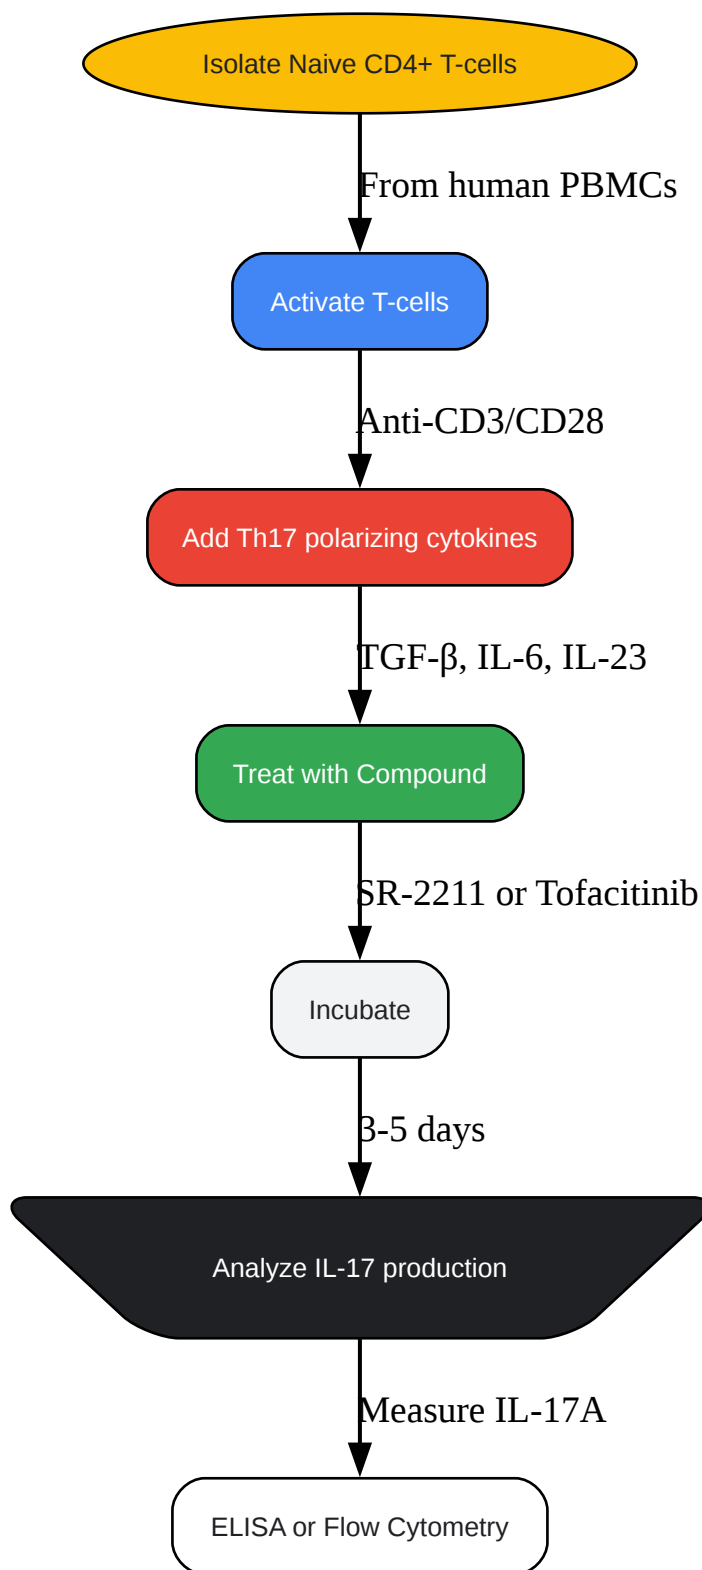 Isolate Naive CD4+ T-cells
From human PBMCs
Activate T-cells
Anti-CD3/CD28
Add Th17 polarizing cytokines
TGF-β, IL-6, IL-23
Treat with Compound
SR-2211 or Tofacitinib
Incubate
3-5 days
Analyze IL-17 production
Measure IL-17A
ELISA or Flow Cytometry